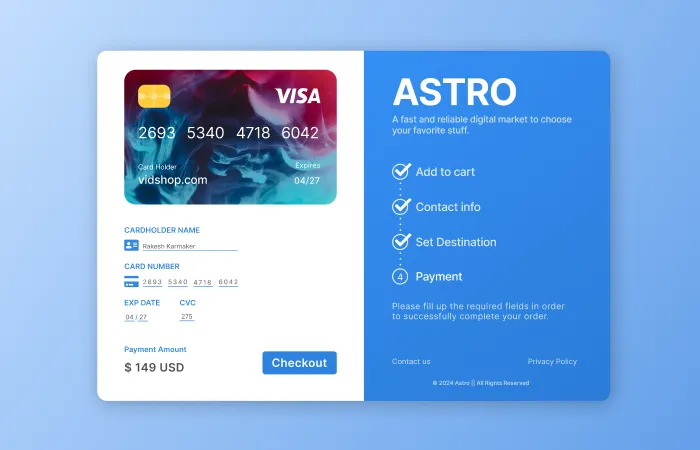 VISA
2693 5340 4718 6042
Card Holder
vidshop.com
Expires
04/27
CARDHOLDER NAME
Rakesh Karmaker
CARD NUMBER
2693 5340 4718 6042
EXP DATE CVC
04 / 27 275
Payment Amount
$ 149 USD
Checkout
ASTRO
A fast and reliable digital market to choose
your favorite stuff.
Add to cart
Contact info
Set Destination
4 Payment
Please fill up the required fields in order
to successfully complete your order.
Contact us Privacy Policy
© 2024 Astro || All Rights Reserved